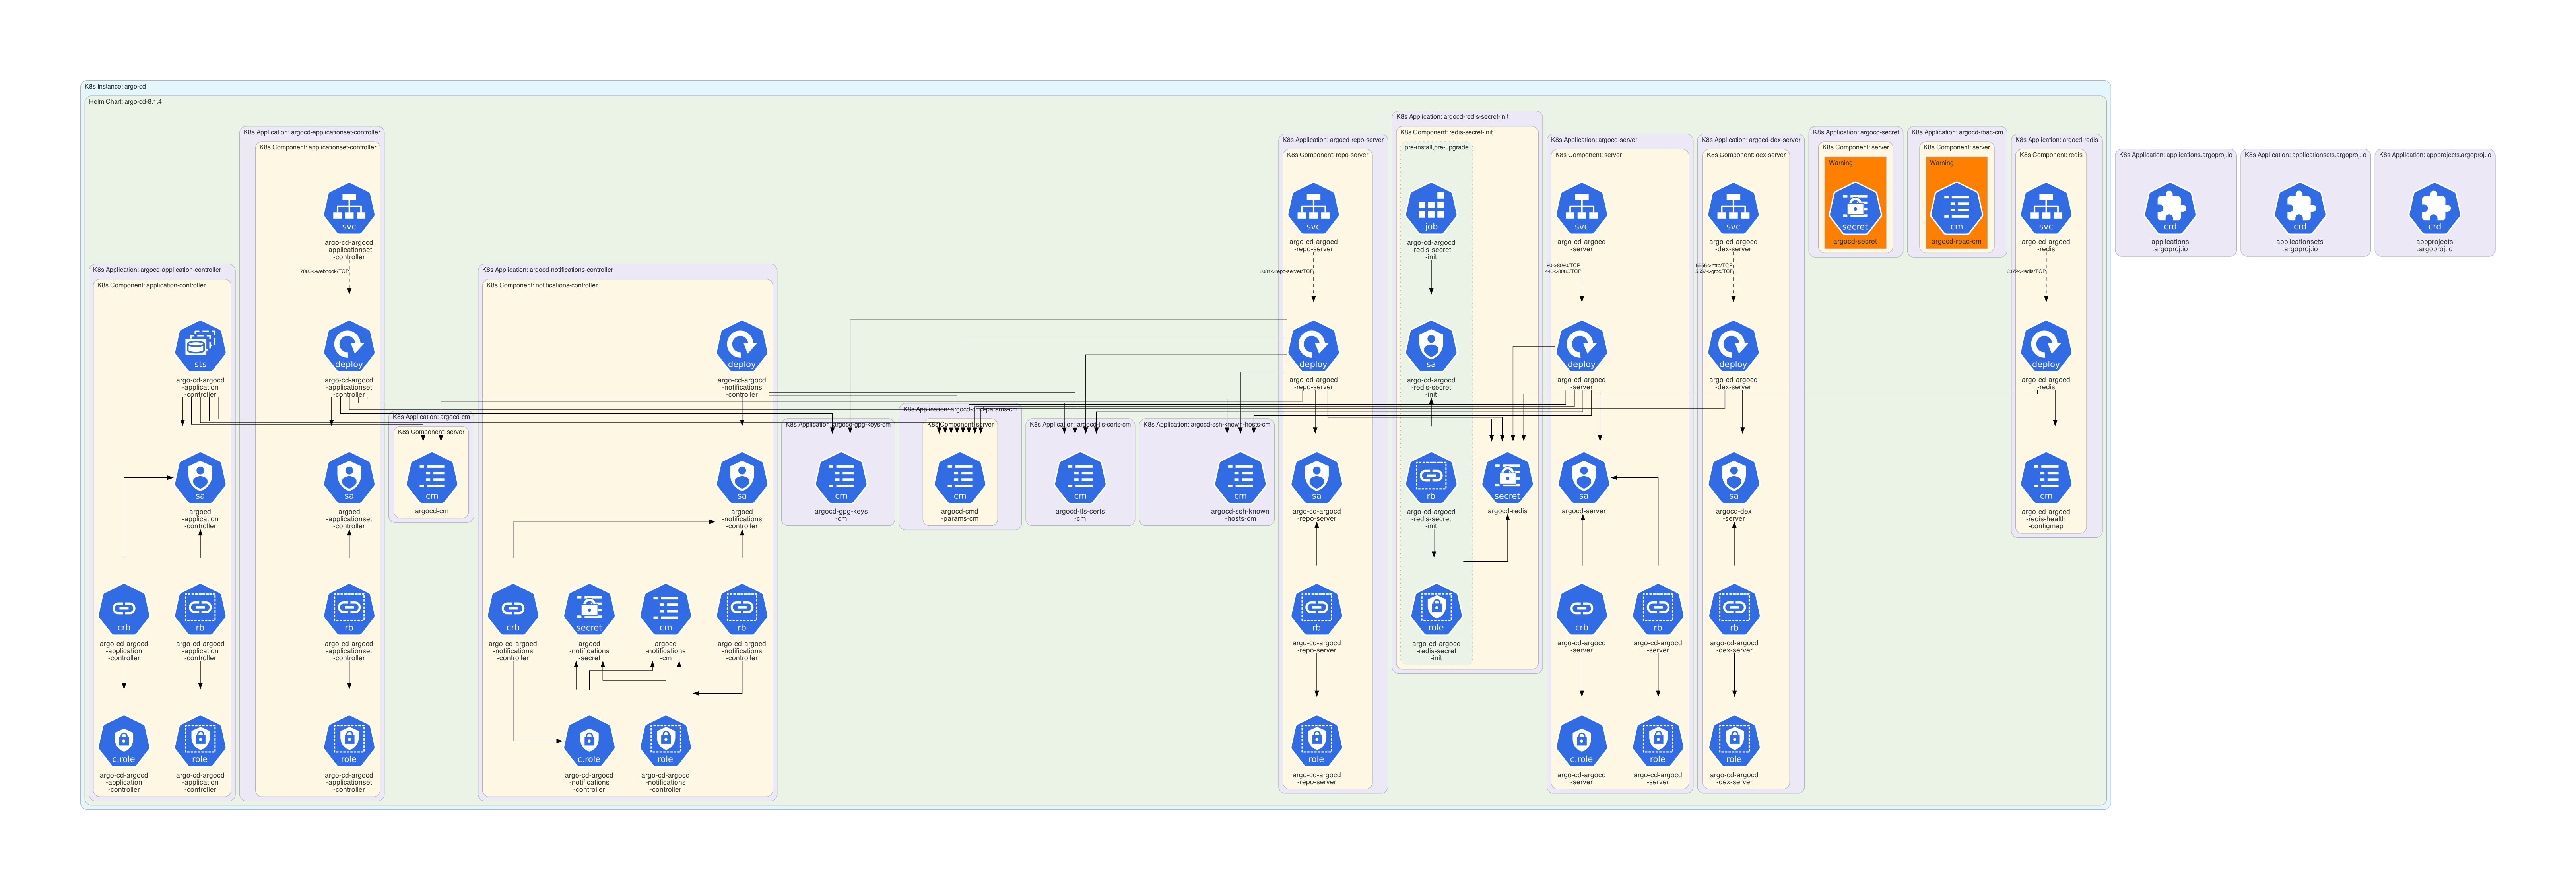 K8s Instance: argo-cd
Helm Chart: argo-cd-8.1.4
K8s Application: argocd-application-controller
K8s Component: application-controller
sts
argo-cd-argocd
-application
controller
sa
argocd
-application
-controller
crb
argo-cd-argocd
-application
-controller
rb
argo-cd-argocd
-application
-controller
c.role
argo-cd-argocd
-application
-controller
role
argo-cd-argocd
-application
-controller
K8s Application: argocd-applicationset-controller
K8s Component: applicationset-controller
svc
argo-cd-argocd
-applicationset
-controller
7000->webhook/TCP
deploy
argo-cd-argocd
-applicationset
-controller
sa
argocd
-applicationset
-controller
rb
argo-cd-argocd
-applicationset
-controller
role
argo-cd-argocd
-applicationset
-controller
K8s Application: argocd-cm
K8s Component: server
cm
argocd-cm
K8s Application: argocd-notifications-controller
K8s Component: notifications-controller
deploy
argo-cd-argocd
-notifications
-controller
sa
argocd
-notifications
-controller
crb
argo-cd-argocd
-notifications
-controller
secret
argocd
-notifications
-secret
cm
argocd
-notifications
-cm
rb
argo-cd-argocd
-notifications
-controller
c.role
argo-cd-argocd
-notifications
-controller
role
argo-cd-argocd
-notifications
-controller
K8s Application: argocd-gpg-keys-cm
cm
argocd-gpg-keys
-cm
K8s Application: argocd-cmd-params-cm
K8s Component: server
cm
argocd-cmd
-params-cm
K8s Application: argocd-tls-certs-cm
cm
argocd-tls-certs
-cm
K8s Application: argocd-ssh-known-hosts-cm
cm
argocd-ssh-known
-hosts-cm
K8s Application: argocd-repo-server
K8s Component: repo-server
svc
argo-cd-argocd
-repo-server
8081->repo-server/TCP
deploy
argo-cd-argocd
-repo-server
sa
argo-cd-argocd
-repo-server
rb
argo-cd-argocd
-repo-server
role
argo-cd-argocd
-repo-server
K8s Application: argocd-redis-secret-init
K8s Component: redis-secret-init
pre-install,pre-upgrade
job
argo-cd-argocd
-redis-secret
-init
sa
argo-cd-argocd
-redis-secret
-init
rb
argo-cd-argocd
-redis-secret
-init
secret
argocd-redis
role
argo-cd-argocd
-redis-secret
-init
K8s Application: argocd-server
K8s Component: server
svc
argo-cd-argocd
-server
80->8080/TCP
443->8080/TCP
deploy
argo-cd-argocd
-server
sa
argocd-server
crb
argo-cd-argocd
-server
rb
argo-cd-argocd
-server
c.role
argo-cd-argocd
-server
role
argo-cd-argocd
-server
K8s Application: argocd-dex-server
K8s Component: dex-server
svc
argo-cd-argocd
-dex-server
5556->http/TCP
5557->grpc/TCP
deploy
argo-cd-argocd
-dex-server
sa
argocd-dex
-server
rb
argo-cd-argocd
-dex-server
role
argo-cd-argocd
-dex-server
K8s Application: argocd-secret
K8s Component: server
Warning
secret
argocd-secret
K8s Application: argocd-rbac-cm
K8s Component: server
Warning
cm
argocd-rbac-cm
K8s Application: argocd-redis
K8s Component: redis
svc
argo-cd-argocd
-redis
6379->redis/TCP
deploy
argo-cd-argocd
-redis
cm
argo-cd-argocd
-redis-health
-configmap
K8s Application: applications.argoproj.io
crd
applications
.argoproj.io
K8s Application: applicationsets.argoproj.io
crd
applicationsets
.argoproj.io
K8s Application: appprojects.argoproj.io
crd
appprojects
.argoproj.io